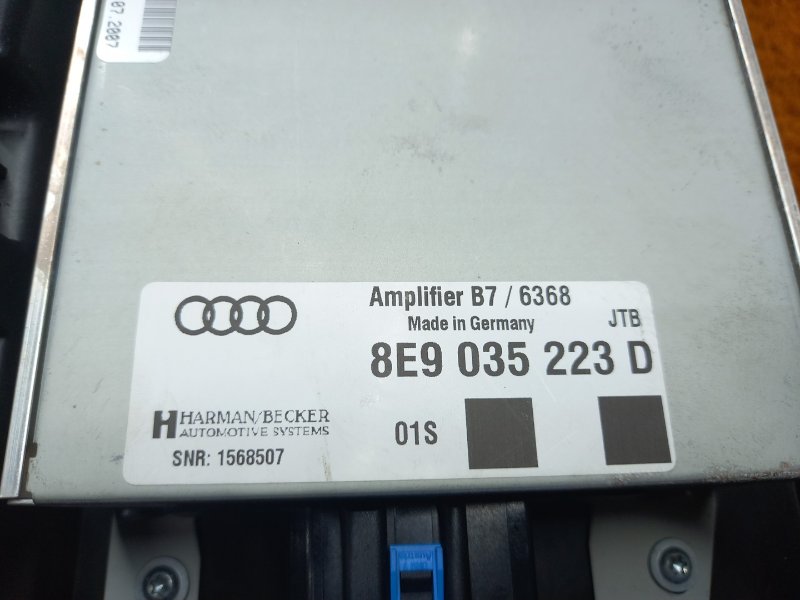 07.2007
Amplifier B7 / 6368
Made in Germany
JTB
8E9 035 223 D
HARMAN/BECKER
AUTOMOTIVE SYSTEMS
01S
SNR: 1568507